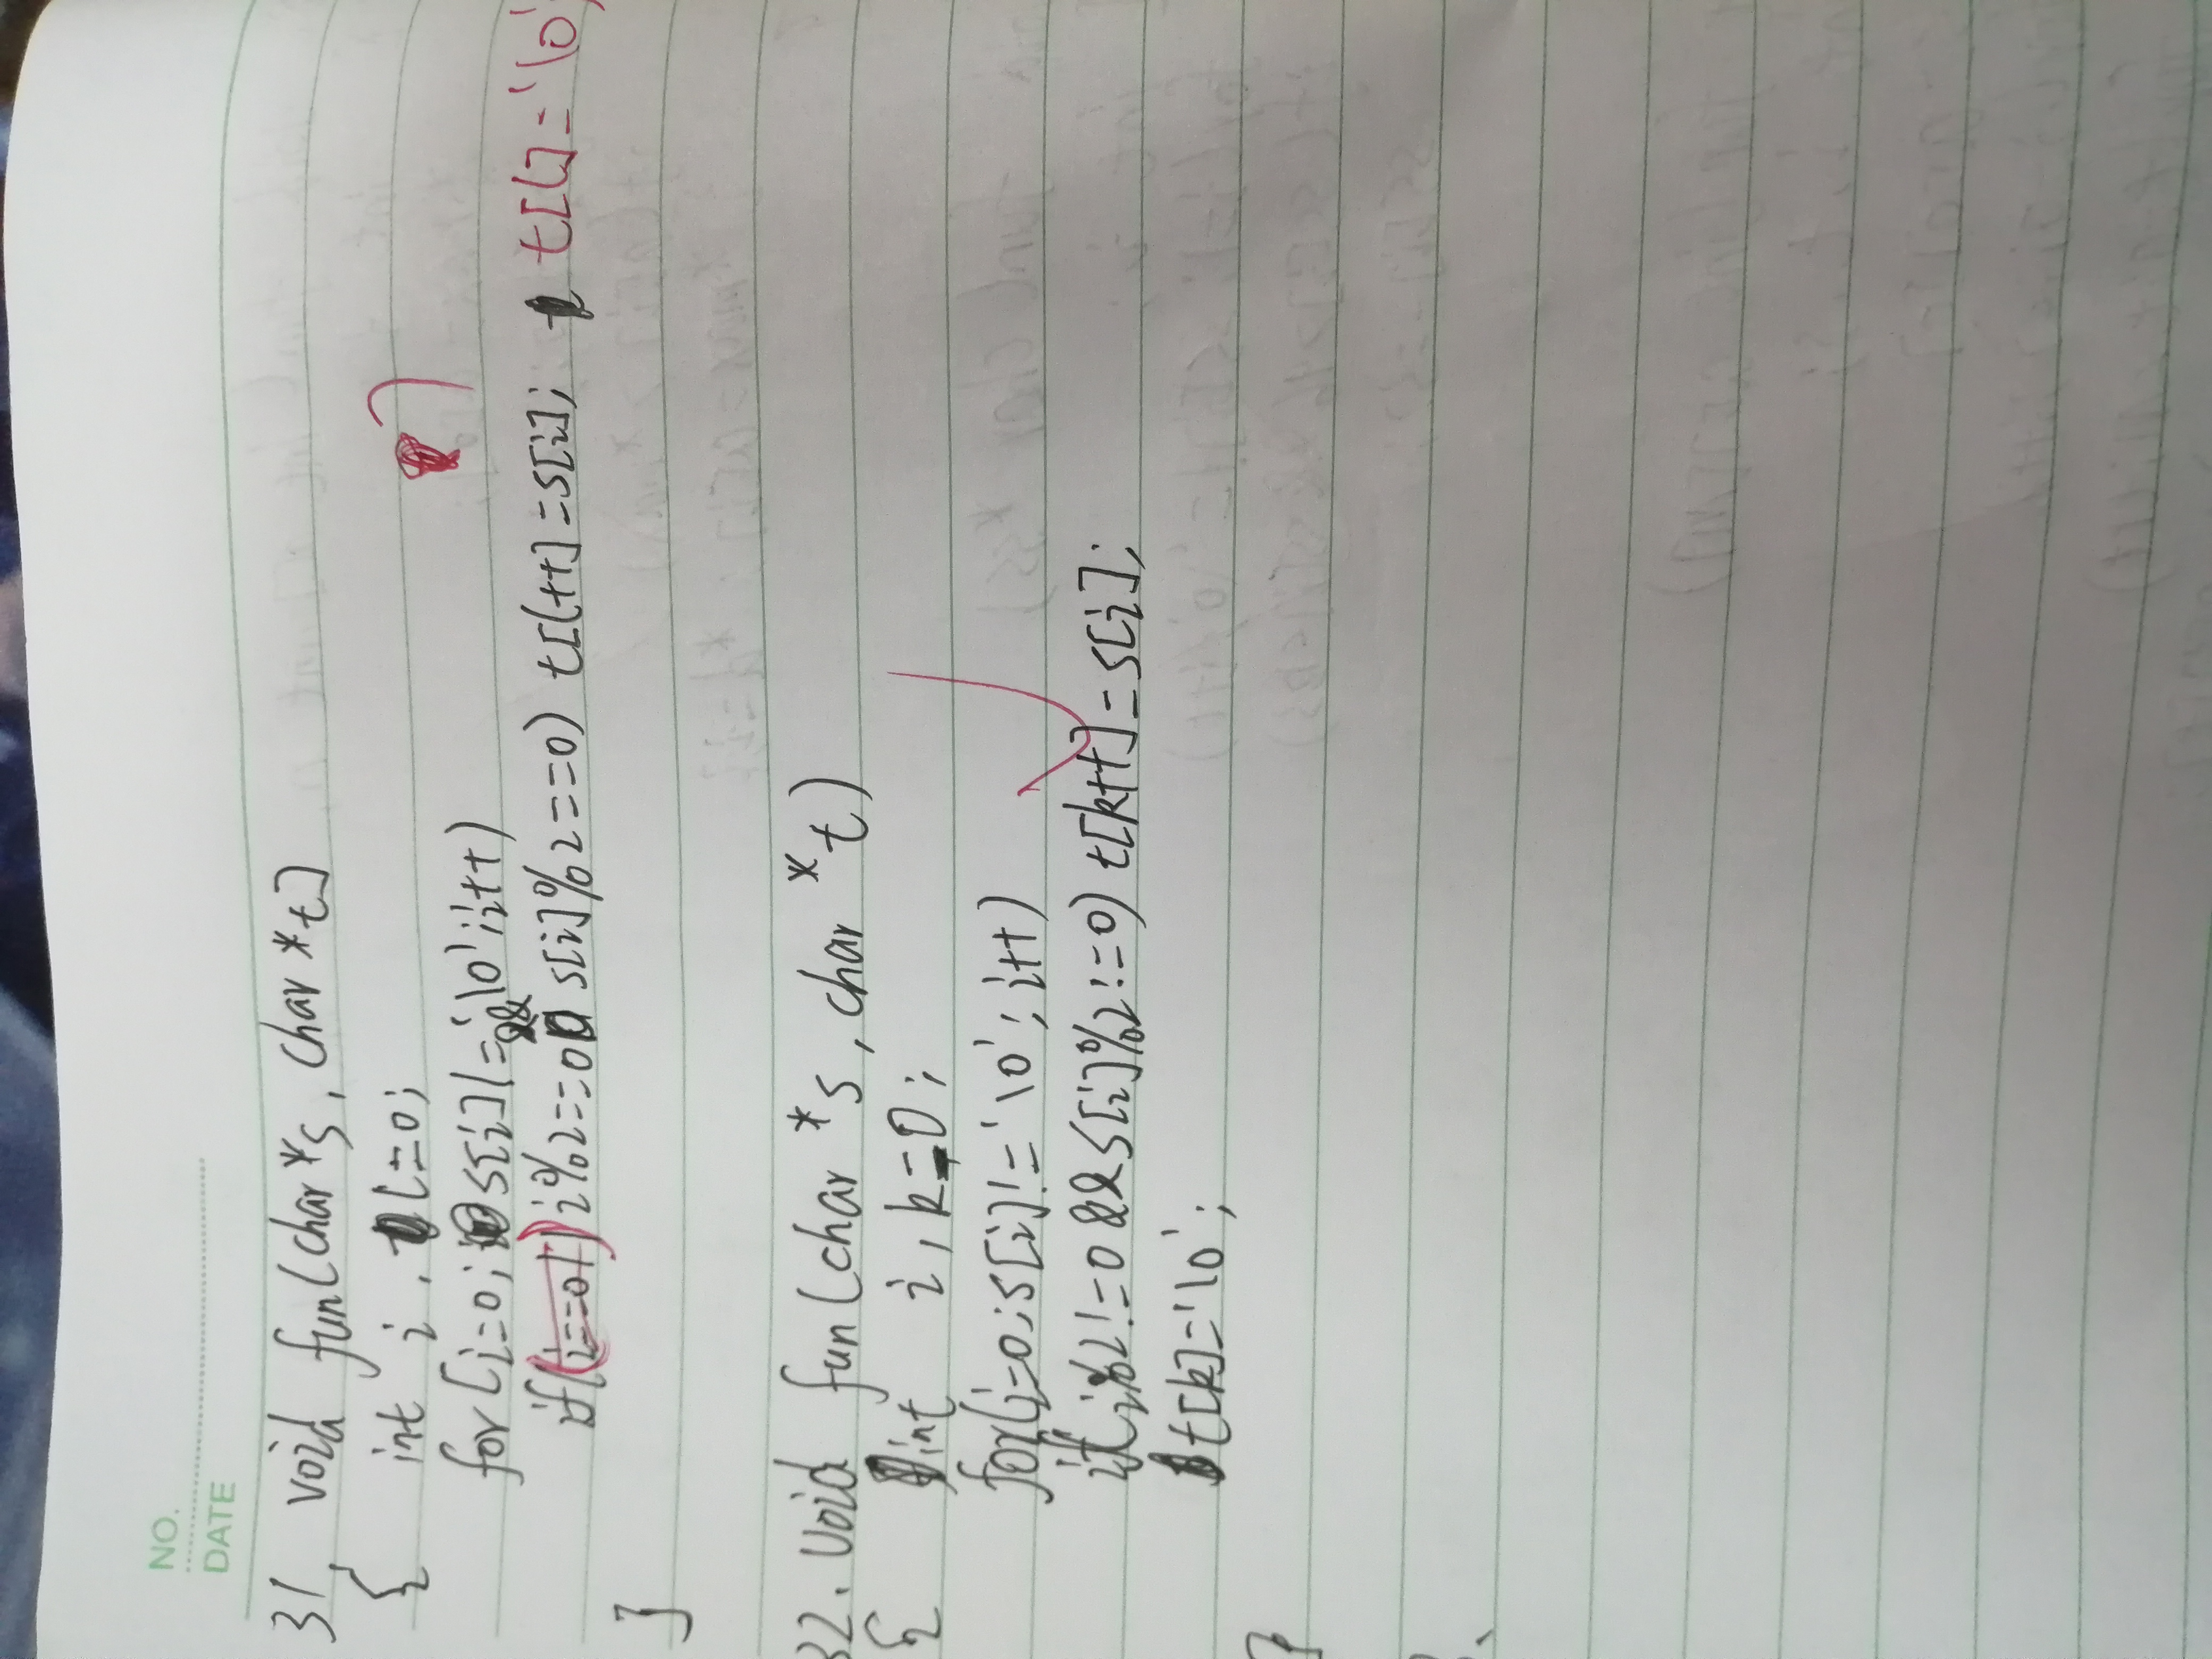 NO.
DATE
31, void fun(char *s, char *t)
{ int i, l=0;
for(i=0; s[i]!='\0';i++)
if(i%2==0 && s[i]%2==0) t[l++]=s[i]; t[l]='\0'
}
32. void fun(char *s, char *t)
{ int i, k=0;
for(i=0;s[i]!='\0'; i++)
if(i%2!=0&&s[i]%2!=0) t[k++]=s[i];
t[k]='\0';
}